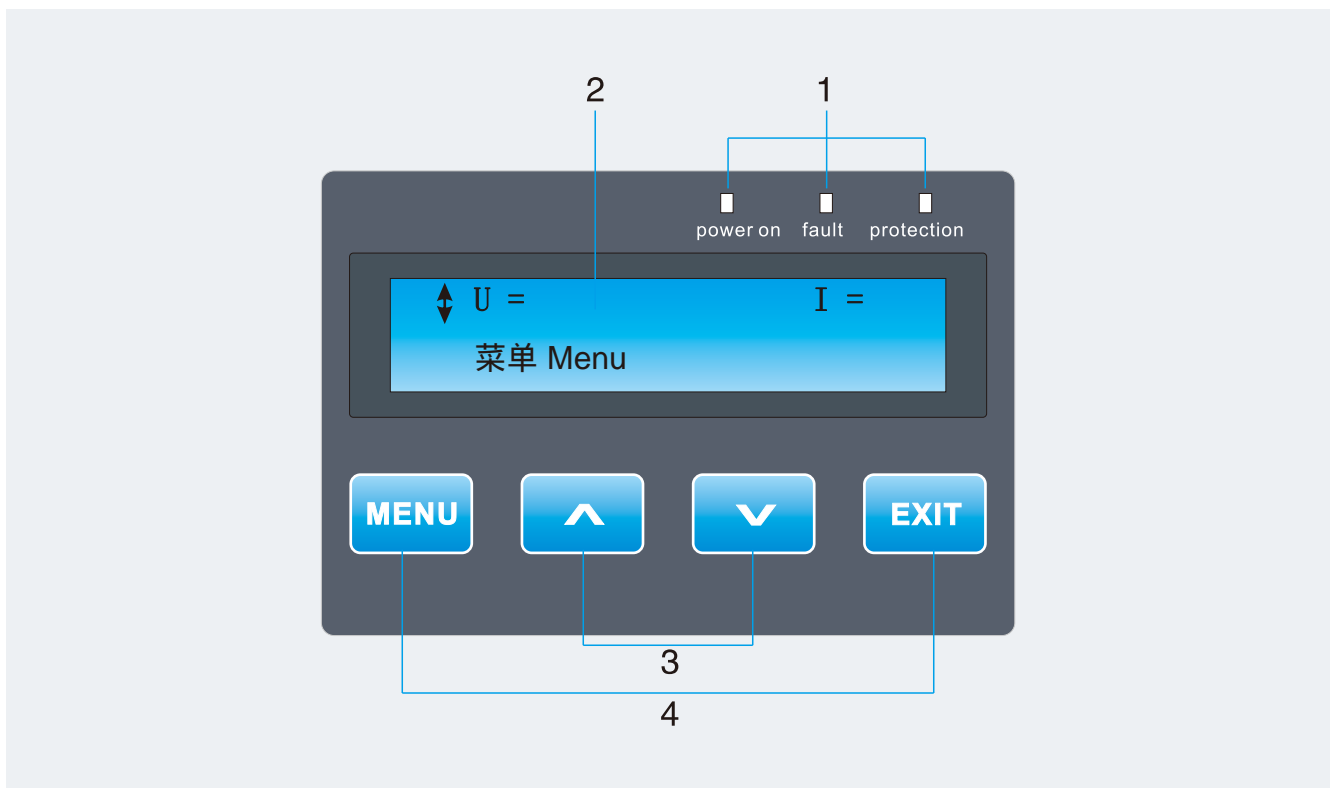 2 1
power on fault protection
U = I =
菜单 Menu
MENU EXIT
3
4